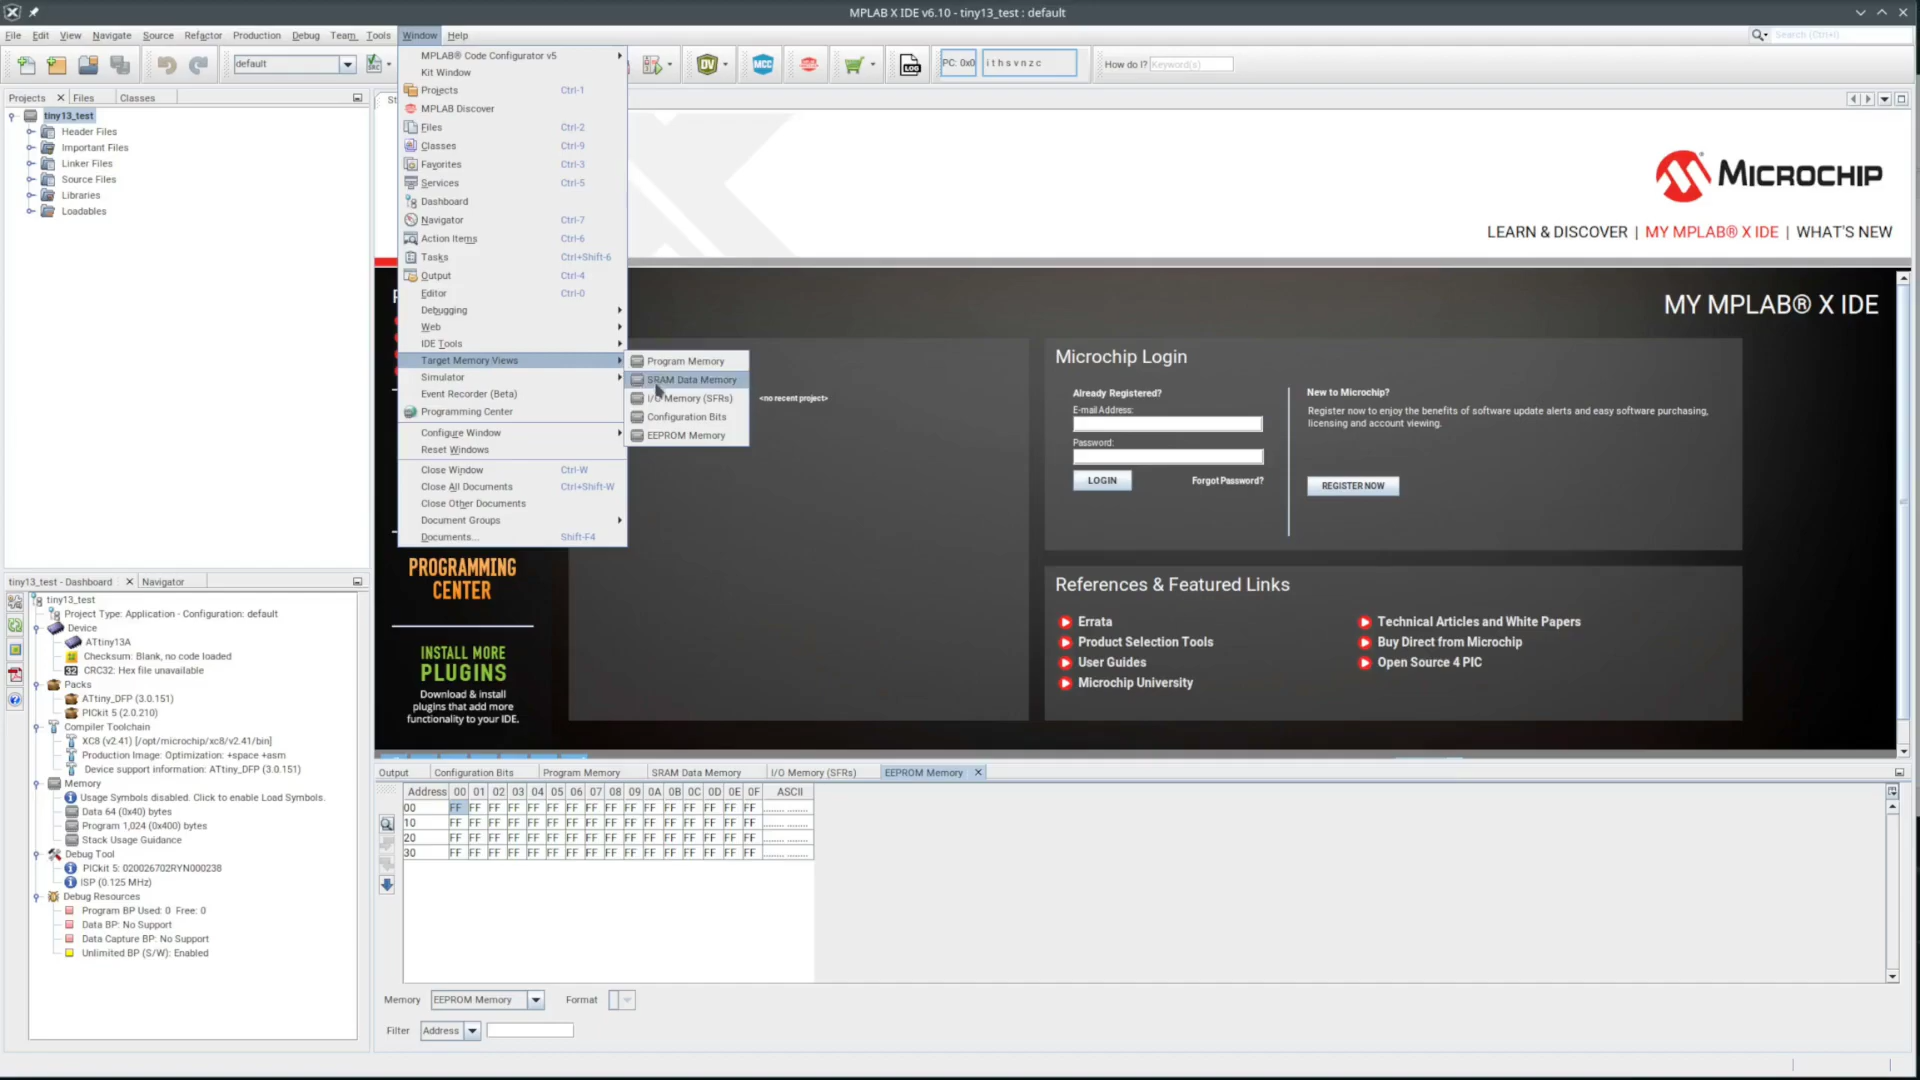 MPLAB X IDE v6.10 - tiny13_test : default
File Edit View Navigate Source Refactor Production Debug Team Tools Window Help
Search (Ctrl+I)
default
PC: 0x0
i t h s v n z c
How do I? Keyword(s)
Projects Files Classes
tiny13_test
Header Files
Important Files
Linker Files
Source Files
Libraries
Loadables
MPLAB® Code Configurator v5
Kit Window
Projects Ctrl-1
MPLAB Discover
Files Ctrl-2
Classes Ctrl-9
Favorites Ctrl-3
Services Ctrl-5
Dashboard
Navigator Ctrl-7
Action Items Ctrl-6
Tasks Ctrl+Shift-6
Output Ctrl-4
Editor Ctrl-0
Debugging
Web
IDE Tools
Target Memory Views
Simulator
Event Recorder (Beta)
Programming Center
Configure Window
Reset Windows
Close Window Ctrl-W
Close All Documents Ctrl+Shift-W
Close Other Documents
Document Groups
Documents... Shift-F4
Program Memory
SRAM Data Memory
I/O Memory (SFRs)
Configuration Bits
EEPROM Memory
DV
MCC
LOG
MICROCHIP
LEARN & DISCOVER | MY MPLAB® X IDE | WHAT'S NEW
MY MPLAB® X IDE
<no recent project>
Microchip Login
Already Registered?
E-mail Address:
Password:
LOGIN Forgot Password?
New to Microchip?
Register now to enjoy the benefits of software update alerts and easy software purchasing,
licensing and account viewing.
REGISTER NOW
References & Featured Links
Errata
Product Selection Tools
User Guides
Microchip University
Technical Articles and White Papers
Buy Direct from Microchip
Open Source 4 PIC
PROGRAMMING
CENTER
INSTALL MORE
PLUGINS
Download & install
plugins that add more
functionality to your IDE.
tiny13_test - Dashboard Navigator
tiny13_test
Project Type: Application - Configuration: default
Device
ATtiny13A
Checksum: Blank, no code loaded
CRC32: Hex file unavailable
Packs
ATtiny_DFP (3.0.151)
PICkit 5 (2.0.210)
Compiler Toolchain
XC8 (v2.41) [/opt/microchip/xc8/v2.41/bin]
Production Image: Optimization: +space +asm
Device support information: ATtiny_DFP (3.0.151)
Memory
Usage Symbols disabled. Click to enable Load Symbols.
Data 64 (0x40) bytes
Program 1,024 (0x400) bytes
Stack Usage Guidance
Debug Tool
PICkit 5: 020026702RYN000238
ISP (0.125 MHz)
Debug Resources
Program BP Used: 0 Free: 0
Data BP: No Support
Data Capture BP: No Support
Unlimited BP (S/W): Enabled
Output Configuration Bits Program Memory SRAM Data Memory I/O Memory (SFRs) EEPROM Memory
Address 00 01 02 03 04 05 06 07 08 09 0A 0B 0C 0D 0E 0F ASCII
00 FF FF FF FF FF FF FF FF FF FF FF FF FF FF FF FF ........ ........
10 FF FF FF FF FF FF FF FF FF FF FF FF FF FF FF FF ........ ........
20 FF FF FF FF FF FF FF FF FF FF FF FF FF FF FF FF ........ ........
30 FF FF FF FF FF FF FF FF FF FF FF FF FF FF FF FF ........ ........
Memory EEPROM Memory Format
Filter Address